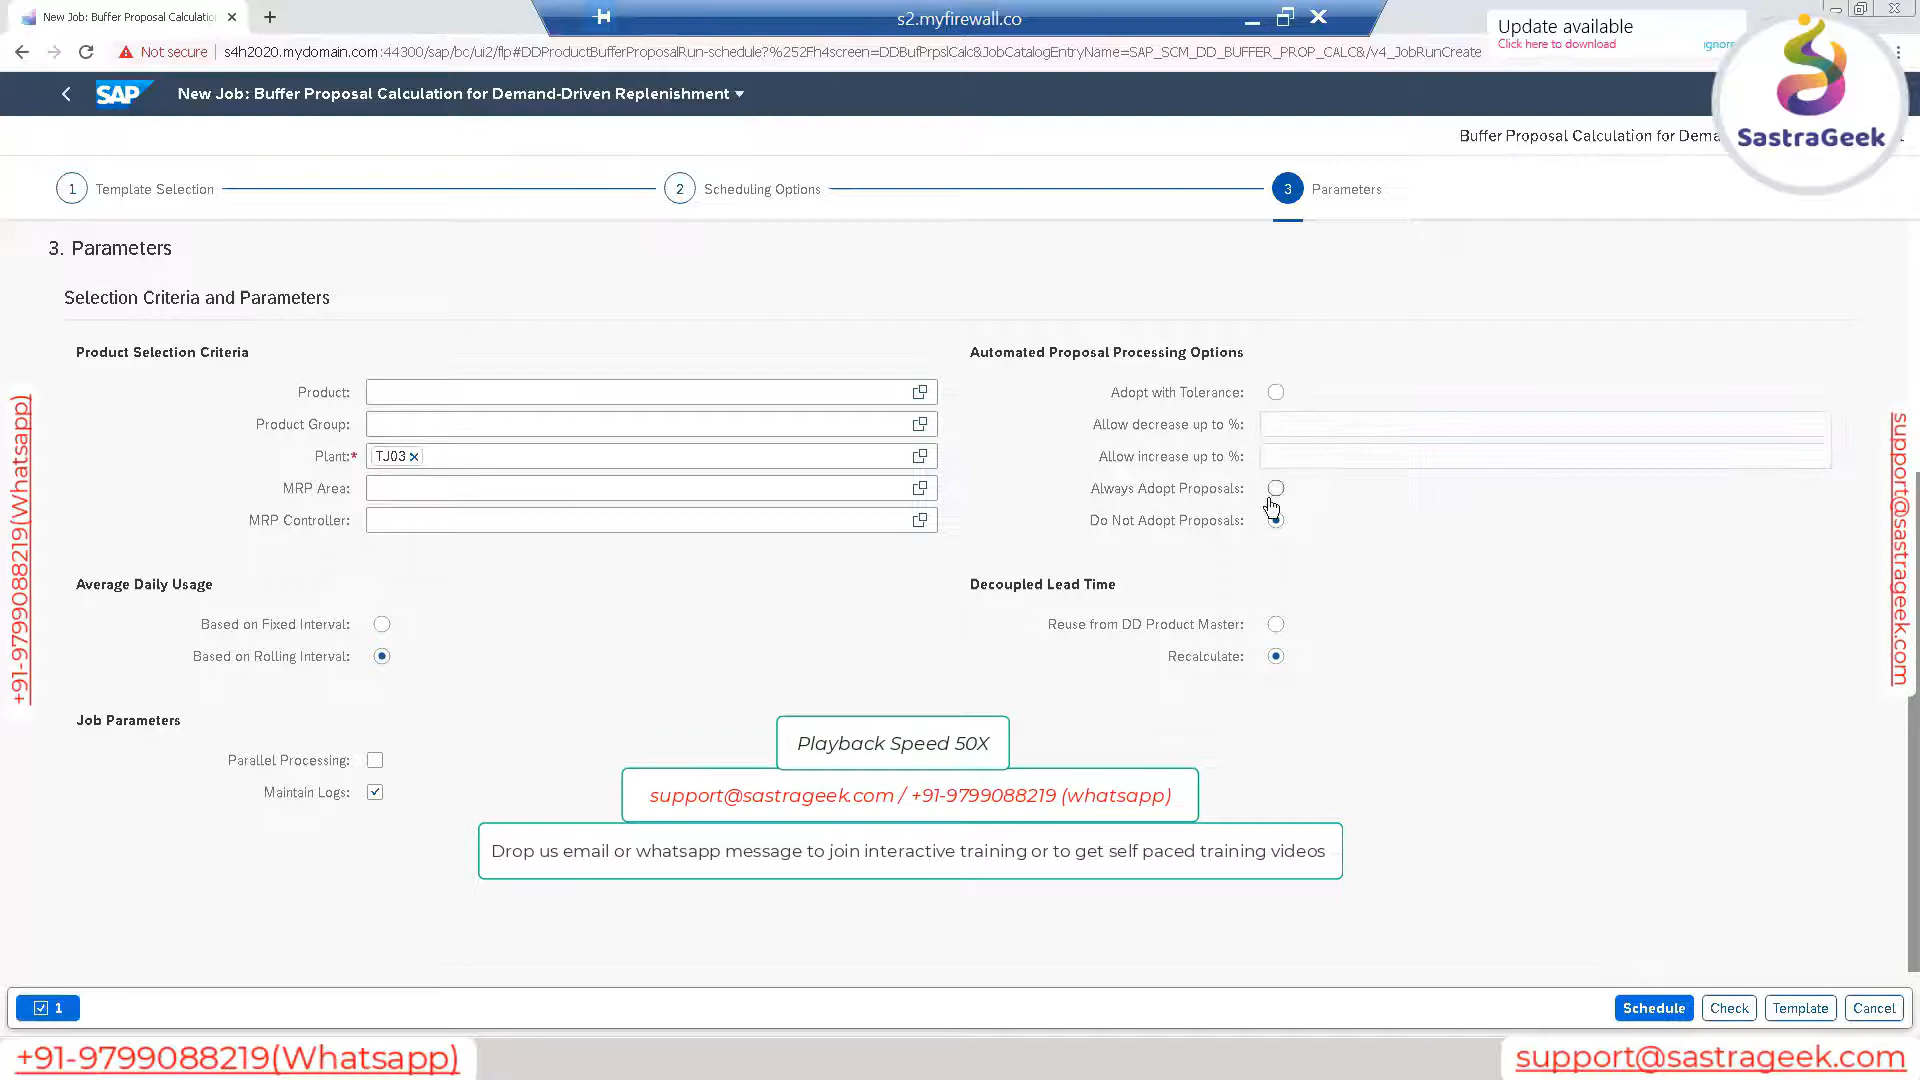 New Job: Buffer Proposal Calculatio
s2.myfirewall.co
Update available
Click here to download
ignore
Not secure
s4h2020.mydomain.com:44300/sap/bc/ui2/flp#DDProductBufferProposalRun-schedule?%252Fh4screen=DDBufPrpslCalc&JobCatalogEntryName=SAP_SCM_DD_BUFFER_PROP_CALC&/v4_JobRunCreate
SAP
New Job: Buffer Proposal Calculation for Demand-Driven Replenishment
Buffer Proposal Calculation for Dema
SastraGeek
1 Template Selection
2 Scheduling Options
3 Parameters
3. Parameters
Selection Criteria and Parameters
Product Selection Criteria
Product:
Product Group:
Plant:* TJ03
MRP Area:
MRP Controller:
Automated Proposal Processing Options
Adopt with Tolerance:
Allow decrease up to %:
Allow increase up to %:
Always Adopt Proposals:
Do Not Adopt Proposals:
Average Daily Usage
Based on Fixed Interval:
Based on Rolling Interval:
Decoupled Lead Time
Reuse from DD Product Master:
Recalculate:
Job Parameters
Parallel Processing:
Maintain Logs:
Playback Speed 50X
support@sastrageek.com / +91-9799088219 (whatsapp)
Drop us email or whatsapp message to join interactive training or to get self paced training videos
+91-9799088219(Whatsapp)
support@sastrageek.com
1
Schedule
Check
Template
Cancel
+91-9799088219(Whatsapp)
support@sastrageek.com